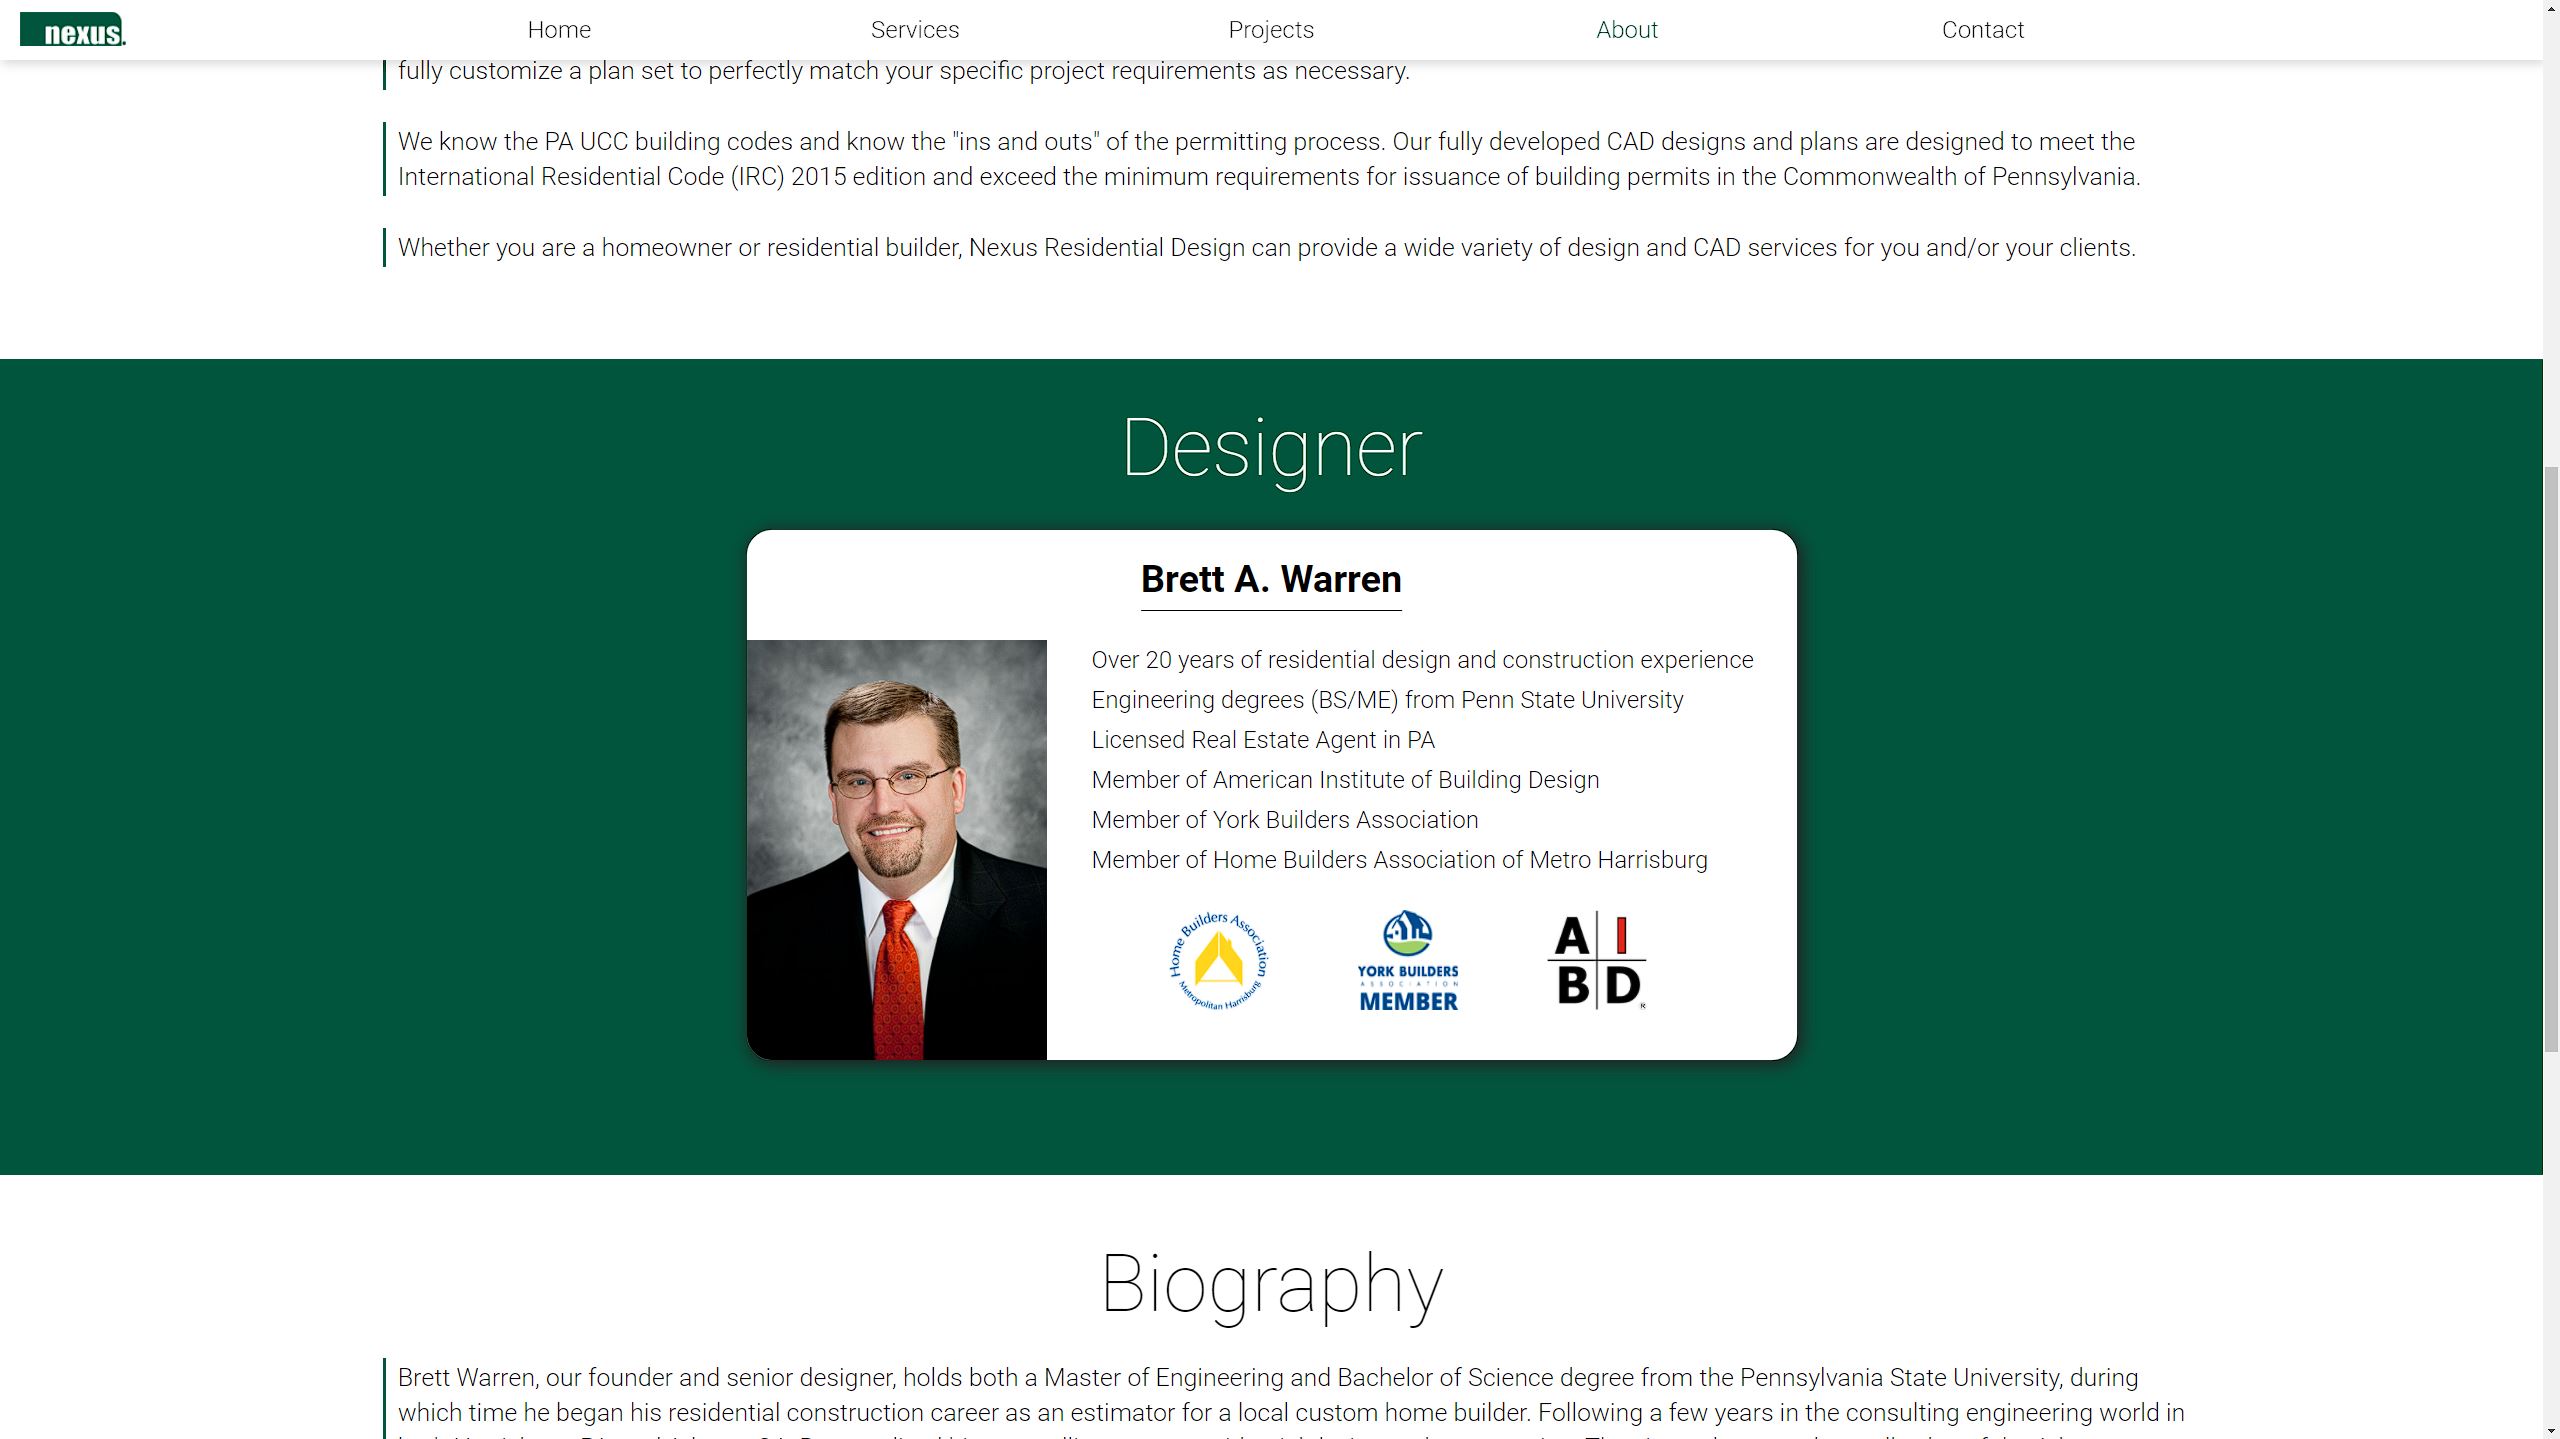 nexus.
Home Services Projects About Contact
fully customize a plan set to perfectly match your specific project requirements as necessary.
We know the PA UCC building codes and know the "ins and outs" of the permitting process. Our fully developed CAD designs and plans are designed to meet the
International Residential Code (IRC) 2015 edition and exceed the minimum requirements for issuance of building permits in the Commonwealth of Pennsylvania.
Whether you are a homeowner or residential builder, Nexus Residential Design can provide a wide variety of design and CAD services for you and/or your clients.
Designer
Brett A. Warren
Over 20 years of residential design and construction experience
Engineering degrees (BS/ME) from Penn State University
Licensed Real Estate Agent in PA
Member of American Institute of Building Design
Member of York Builders Association
Member of Home Builders Association of Metro Harrisburg
Home Builders Association
Metropolitan Harrisburg
YORK BUILDERS
ASSOCIATION
MEMBER
A I
B D ®
Biography
Brett Warren, our founder and senior designer, holds both a Master of Engineering and Bachelor of Science degree from the Pennsylvania State University, during
which time he began his residential construction career as an estimator for a local custom home builder. Following a few years in the consulting engineering world in